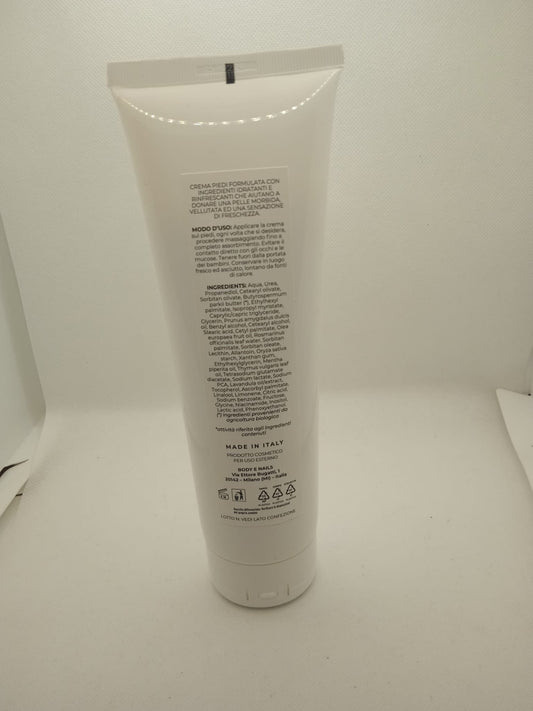 CREMA PIEDI FORMULATA CON
INGREDIENTI IDRATANTI E
RINFRESCANTI CHE AIUTANO A
DONARE UNA PELLE MORBIDA,
VELLUTATA ED UNA SENSAZIONE
DI FRESCHEZZA.
MODO D'USO: Applicare la crema
sui piedi, ogni volta che si desidera,
procedere massaggiando fino a
completo assorbimento. Evitare il
contatto diretto con gli occhi e le
mucose. Tenere fuori dalla portata
dei bambini. Conservare in luogo
fresco ed asciutto, lontano da fonti
di calore.
INGREDIENTS: Aqua, Urea,
Propanediol, Cetearyl olivate,
Sorbitan olivate, Butyrospermum
parkii butter (*), Ethylhexyl
palmitate, Isopropyl myristate,
Caprylic/capric triglyceride,
Glycerin, Prunus amygdalus dulcis
oil, Benzyl alcohol, Cetearyl alcohol,
Stearic acid, Cetyl palmitate, Olea
europaea fruit oil, Rosmarinus
officinalis leaf water, Sorbitan
palmitate, Sorbitan oleate,
Lecithin, Allantoin, Oryza sativa
starch, Xanthan gum,
Ethylhexylglycerin, Mentha
piperita oil, Thymus vulgaris leaf
oil, Tetrasodium glutamate
diacetate, Sodium lactate, Sodium
PCA, Lavandula oil/extract,
Tocopherol, Ascorbyl palmitate,
Linalool, Limonene, Citric acid,
Sodium benzoate, Fructose,
Glycine, Niacinamide, Inositol,
Lactic acid, Phenoxyethanol.
(*) ingredienti provenienti da
agricoltura biologica
*attività riferite agli ingredienti
contenuti
MADE IN ITALY
PRODOTTO COSMETICO
PER USO ESTERNO
BODY & NAILS
Via Ettore Bugatti, 1
20142 - Milano (MI) - Italia
LOTTO N: VEDI LATO CONFEZIONE